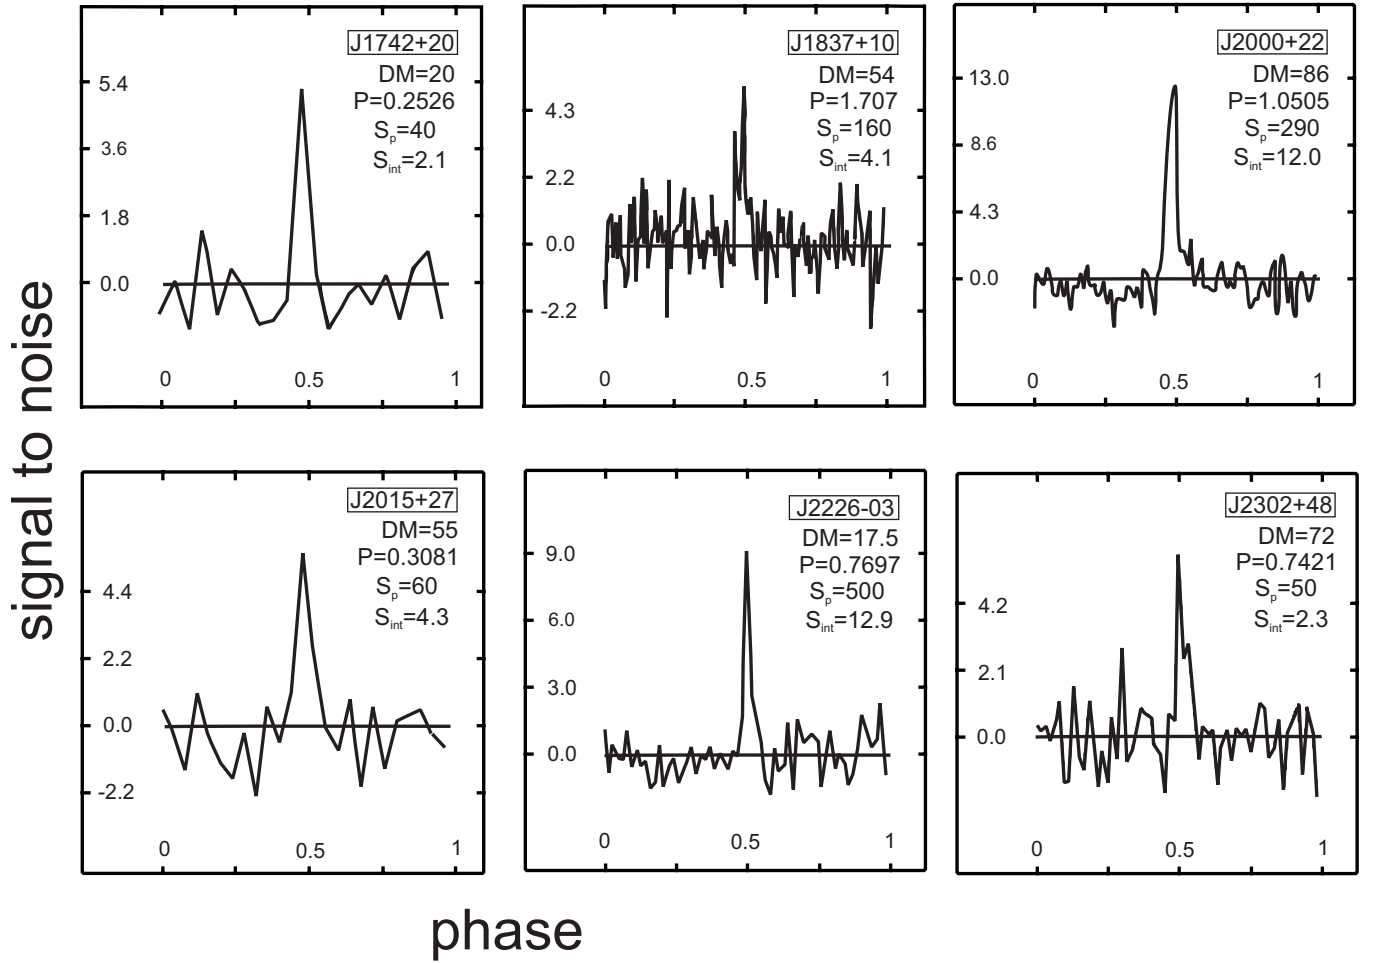 signal to noise
J1742+20
DM=20
P=0.2526
Sp=40
Sint=2.1
5.4
3.6
1.8
0.0
0 0.5 1
J1837+10
DM=54
P=1.707
Sp=160
Sint=4.1
4.3
2.2
0.0
-2.2
0 0.5 1
J2000+22
DM=86
P=1.0505
Sp=290
Sint=12.0
13.0
8.6
4.3
0.0
0 0.5 1
J2015+27
DM=55
P=0.3081
Sp=60
Sint=4.3
4.4
2.2
0.0
-2.2
0 0.5 1
J2226-03
DM=17.5
P=0.7697
Sp=500
Sint=12.9
9.0
6.0
3.0
0.0
0 0.5 1
J2302+48
DM=72
P=0.7421
Sp=50
Sint=2.3
4.2
2.1
0.0
0 0.5 1
phase